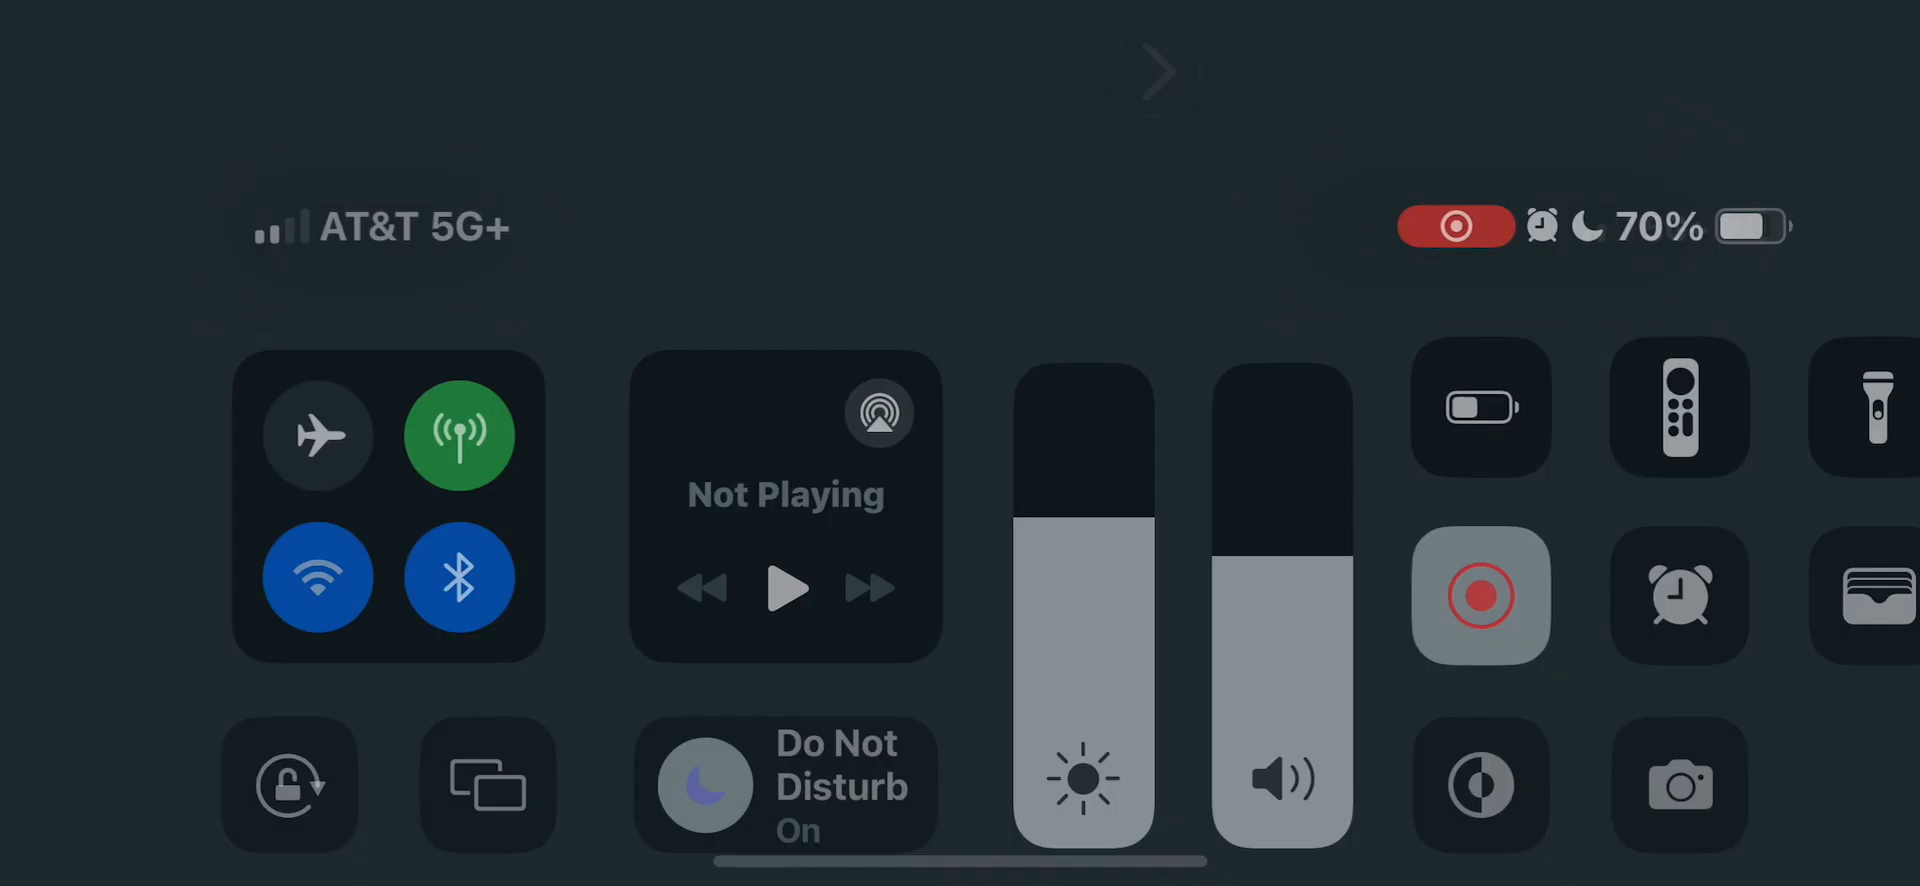 AT&T 5G+
70%
Not Playing
Do Not
Disturb
On